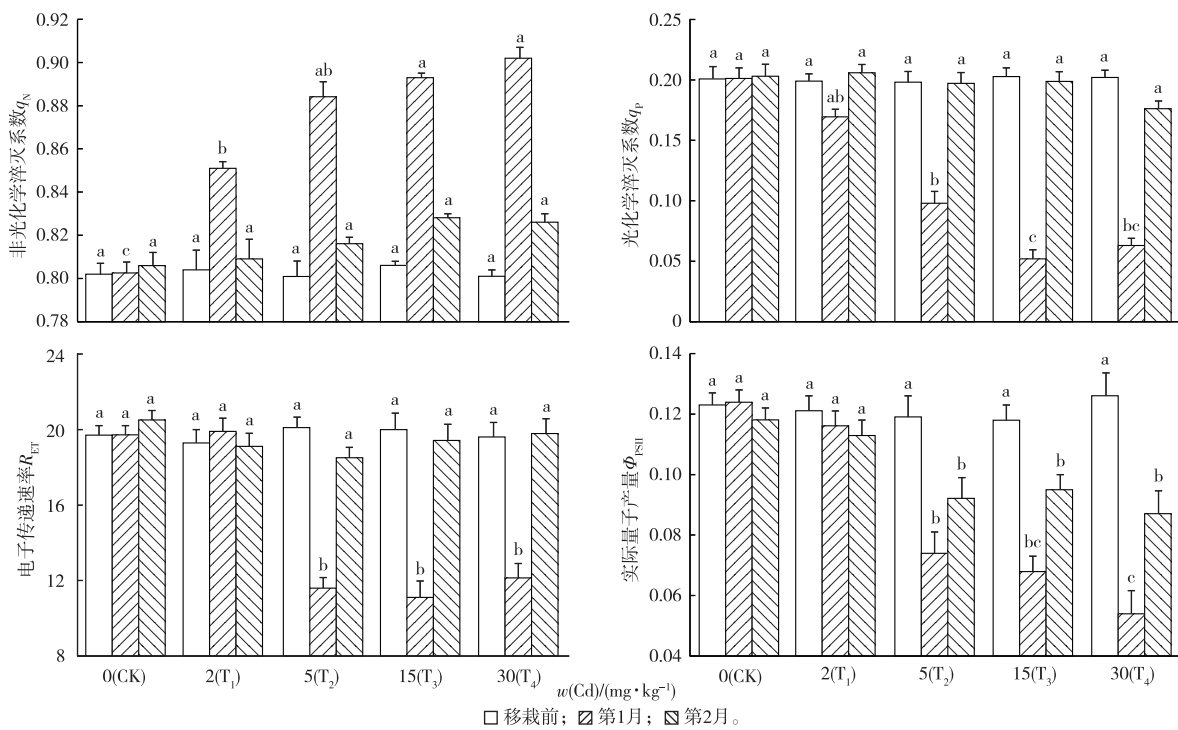 非光化学淬灭系数qN
0.92
0.90
0.88
0.86
0.84
0.82
0.80
0.78
a c a
a b a
a ab a
a a a
a a a
光化学淬灭系数qP
0.25
0.20
0.15
0.10
0.05
0
a a a
a ab a
a b a
a c a
a bc a
电子传递速率RET
24
20
16
12
8
a a a
a a a
a b a
a b a
a b a
0(CK) 2(T1) 5(T2) 15(T3) 30(T4)
实际量子产量ΦPSII
0.14
0.12
0.10
0.08
0.06
0.04
a a a
a a a
a b b
a bc b
a c b
0(CK) 2(T1) 5(T2) 15(T3) 30(T4)
w(Cd)/(mg·kg⁻¹)
移栽前; 第1月; 第2月。